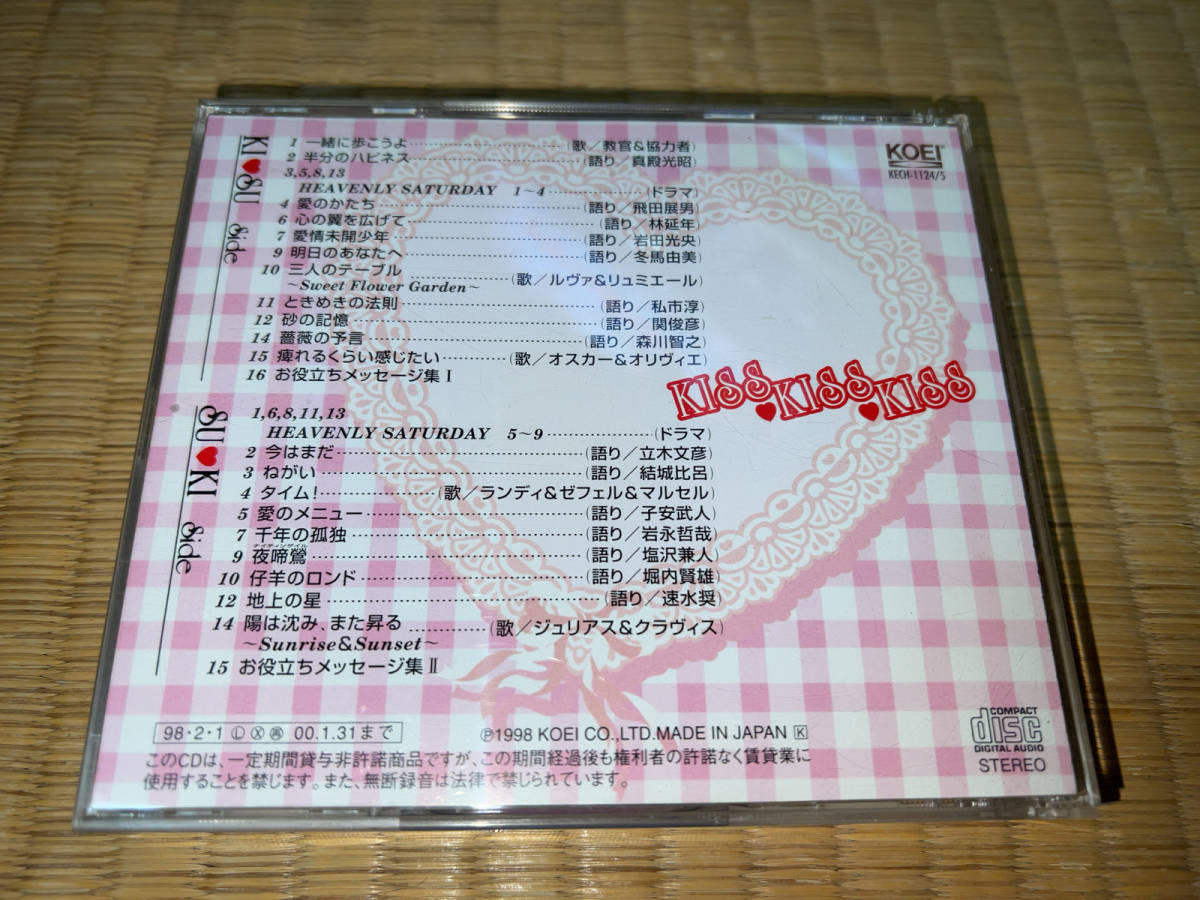 KI♥SU Side
1 一緒に歩こうよ……(歌／教官&協力者)
2 半分のハピネス……(語り／真殿光昭)
3,5,8,13
HEAVENLY SATURDAY 1～4……(ドラマ)
4 愛のかたち……(語り／飛田展男)
6 心の翼を広げて……(語り／林延年)
7 愛情未開少年……(語り／岩田光央)
9 明日のあなたへ……(語り／冬馬由美)
10 三人のテーブル
～Sweet Flower Garden～……(歌／ルヴァ&リュミエール)
11 ときめきの法則……(語り／私市淳)
12 砂の記憶……(語り／関俊彦)
14 薔薇の予言……(語り／森川智之)
15 痺れるくらい感じたい……(歌／オスカー&オリヴィエ)
16 お役立ちメッセージ集Ⅰ
SU♥KI Side
1,6,8,11,13
HEAVENLY SATURDAY 5～9……(ドラマ)
2 今はまだ……(語り／立木文彦)
3 ねがい……(語り／結城比呂)
4 タイム!……(歌／ランディ&ゼフェル&マルセル)
5 愛のメニュー……(語り／子安武人)
7 千年の孤独……(語り／岩永哲哉)
ナイティンゲイル
9 夜啼鶯……(語り／塩沢兼人)
10 仔羊のロンド……(語り／堀内賢雄)
12 地上の星……(語り／速水奨)
14 陽は沈み、また昇る……(歌／ジュリアス&クラヴィス)
～Sunrise&Sunset～
15 お役立ちメッセージ集Ⅱ
KOEI
KECH-1124/5
KISS♥KISS♥KISS
98・2・1 Ⓛ Ⓧ 00.1.31まで
Ⓟ1998 KOEI CO.,LTD.MADE IN JAPAN K
このCDは、一定期間貸与非許諾商品ですが、この期間経過後も権利者の許諾なく賃貸業に
使用することを禁じます。また、無断録音は法律で禁じられています。
COMPACT
disc
DIGITAL AUDIO
STEREO